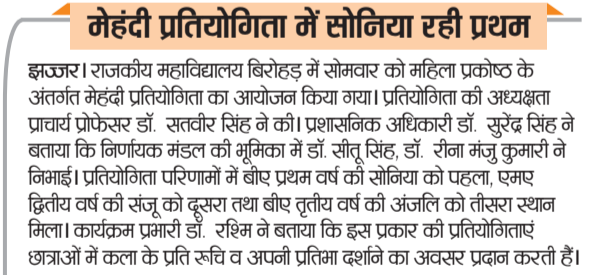 मेहंदी प्रतियोगिता में सोनिया रही प्रथम
झज्जर। राजकीय महाविद्यालय बिरोहड़ में सोमवार को महिला प्रकोष्ठ के
अंतर्गत मेहंदी प्रतियोगिता का आयोजन किया गया। प्रतियोगिता की अध्यक्षता
प्राचार्य प्रोफेसर डॉ. सतवीर सिंह ने की। प्रशासनिक अधिकारी डॉ. सुरेंद्र सिंह ने
बताया कि निर्णायक मंडल की भूमिका में डॉ. सीतू सिंह, डॉ. रीना मंजु कुमारी ने
निभाई। प्रतियोगिता परिणामों में बीए प्रथम वर्ष की सोनिया को पहला, एमए
द्वितीय वर्ष की संजू को दूसरा तथा बीए तृतीय वर्ष की अंजलि को तीसरा स्थान
मिला। कार्यक्रम प्रभारी डॉ. रश्मि ने बताया कि इस प्रकार की प्रतियोगिताएं
छात्राओं में कला के प्रति रूचि व अपनी प्रतिभा दर्शाने का अवसर प्रदान करती हैं।